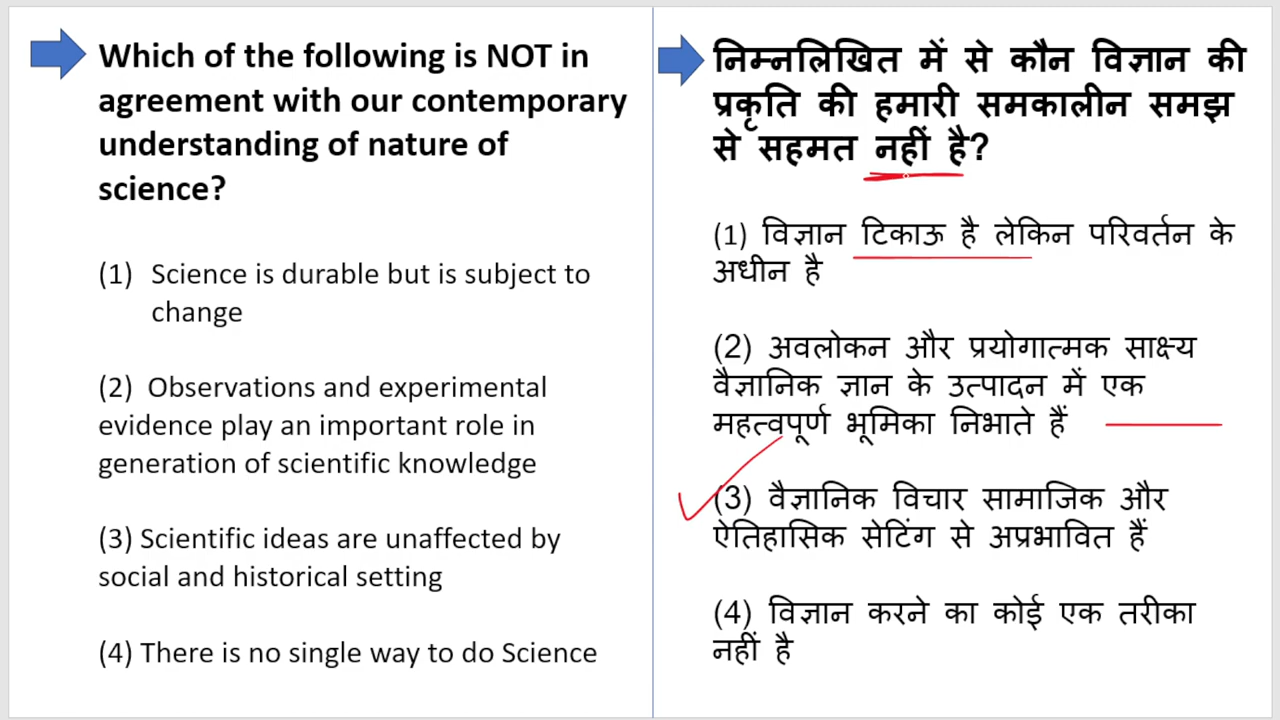 Which of the following is NOT in
agreement with our contemporary
understanding of nature of
science?
(1) Science is durable but is subject to
change
(2) Observations and experimental
evidence play an important role in
generation of scientific knowledge
(3) Scientific ideas are unaffected by
social and historical setting
(4) There is no single way to do Science
निम्नलिखित में से कौन विज्ञान की
प्रकृति की हमारी समकालीन समझ
से सहमत नहीं है?
(1) विज्ञान टिकाऊ है लेकिन परिवर्तन के
अधीन है
(2) अवलोकन और प्रयोगात्मक साक्ष्य
वैज्ञानिक ज्ञान के उत्पादन में एक
महत्वपूर्ण भूमिका निभाते हैं
(3) वैज्ञानिक विचार सामाजिक और
ऐतिहासिक सेटिंग से अप्रभावित हैं
(4) विज्ञान करने का कोई एक तरीका
नहीं है